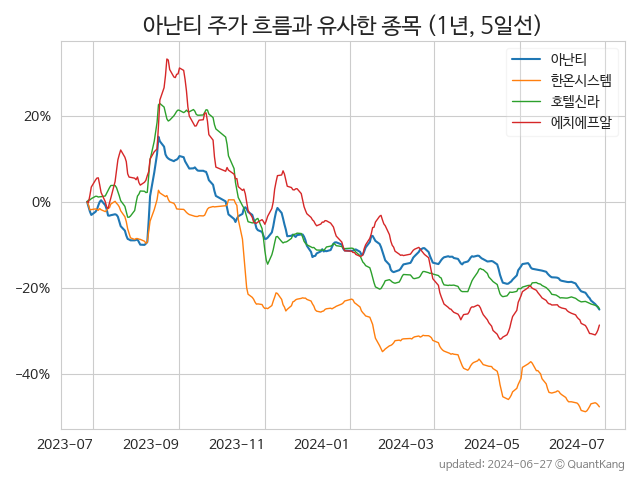 아난티 주가 흐름과 유사한 종목 (1년, 5일선)
아난티
한온시스템
호텔신라
에치에프알
20%
0%
−20%
−40%
2023-07 2023-09 2023-11 2024-01 2024-03 2024-05 2024-07
updated: 2024-06-27 © QuantKang